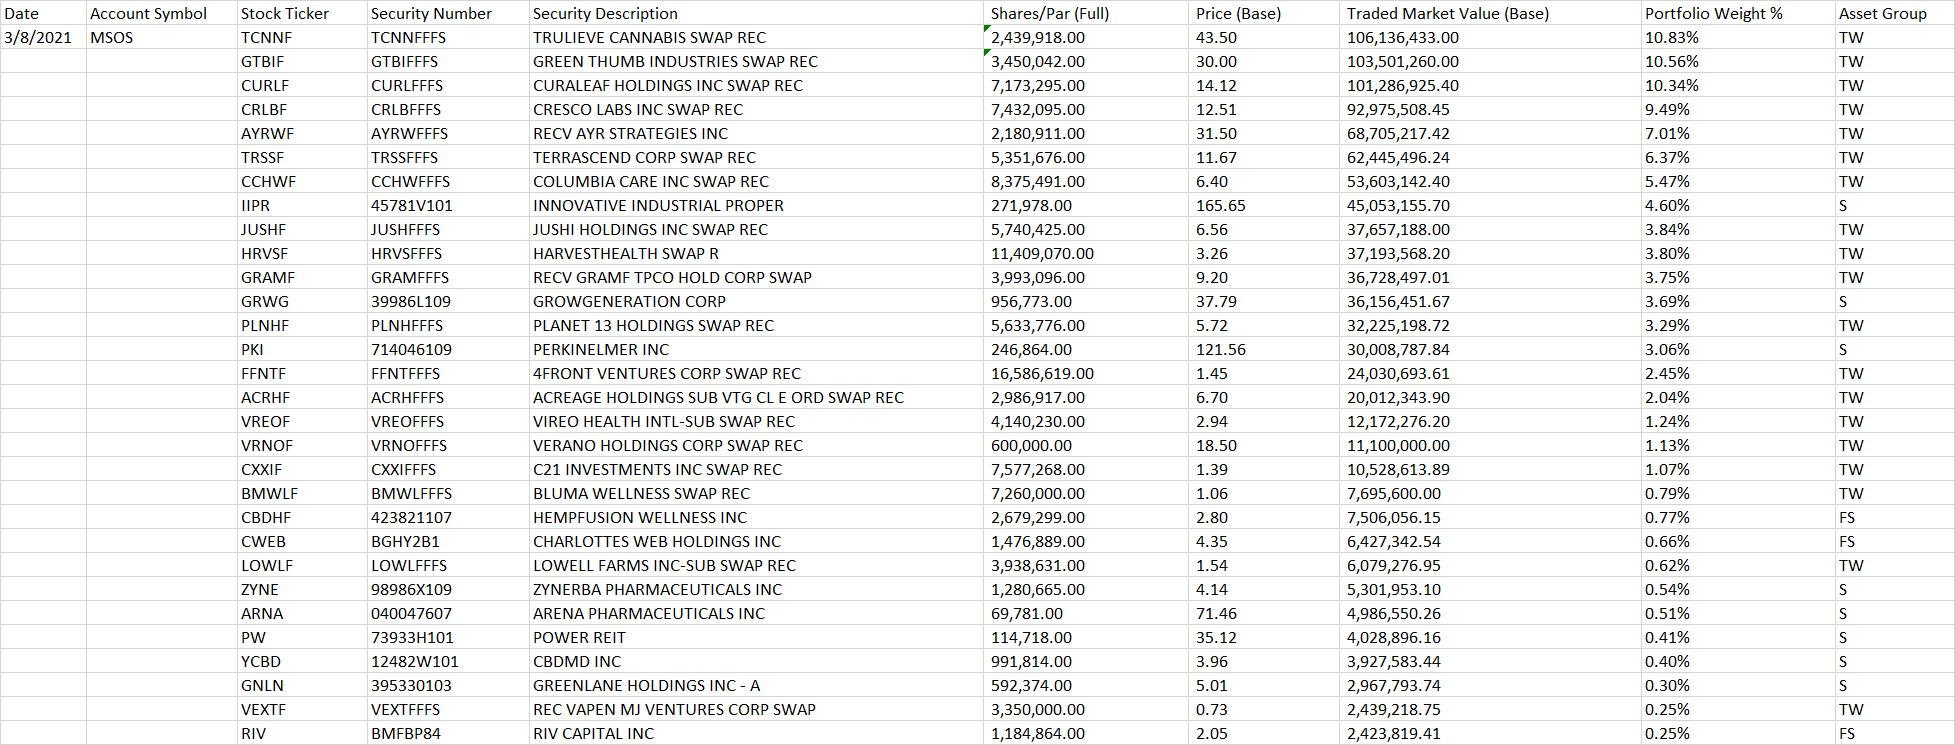 Date Account Symbol Stock Ticker Security Number Security Description Shares/Par (Full) Price (Base) Traded Market Value (Base) Portfolio Weight % Asset Group
3/8/2021 MSOS TCNNF TCNNFFFS TRULIEVE CANNABIS SWAP REC 2,439,918.00 43.50 106,136,433.00 10.83% TW
GTBIF GTBIFFFS GREEN THUMB INDUSTRIES SWAP REC 3,450,042.00 30.00 103,501,260.00 10.56% TW
CURLF CURLFFFS CURALEAF HOLDINGS INC SWAP REC 7,173,295.00 14.12 101,286,925.40 10.34% TW
CRLBF CRLBFFFS CRESCO LABS INC SWAP REC 7,432,095.00 12.51 92,975,508.45 9.49% TW
AYRWF AYRWFFFS RECV AYR STRATEGIES INC 2,180,911.00 31.50 68,705,217.42 7.01% TW
TRSSF TRSSFFFS TERRASCEND CORP SWAP REC 5,351,676.00 11.67 62,445,496.24 6.37% TW
CCHWF CCHWFFFS COLUMBIA CARE INC SWAP REC 8,375,491.00 6.40 53,603,142.40 5.47% TW
IIPR 45781V101 INNOVATIVE INDUSTRIAL PROPER 271,978.00 165.65 45,053,155.70 4.60% S
JUSHF JUSHFFFS JUSHI HOLDINGS INC SWAP REC 5,740,425.00 6.56 37,657,188.00 3.84% TW
HRVSF HRVSFFFS HARVESTHEALTH SWAP R 11,409,070.00 3.26 37,193,568.20 3.80% TW
GRAMF GRAMFFFS RECV GRAMF TPCO HOLD CORP SWAP 3,993,096.00 9.20 36,728,497.01 3.75% TW
GRWG 39986L109 GROWGENERATION CORP 956,773.00 37.79 36,156,451.67 3.69% S
PLNHF PLNHFFFS PLANET 13 HOLDINGS SWAP REC 5,633,776.00 5.72 32,225,198.72 3.29% TW
PKI 714046109 PERKINELMER INC 246,864.00 121.56 30,008,787.84 3.06% S
FFNTF FFNTFFFS 4FRONT VENTURES CORP SWAP REC 16,586,619.00 1.45 24,030,693.61 2.45% TW
ACRHF ACRHFFFS ACREAGE HOLDINGS SUB VTG CL E ORD SWAP REC 2,986,917.00 6.70 20,012,343.90 2.04% TW
VREOF VREOFFFS VIREO HEALTH INTL-SUB SWAP REC 4,140,230.00 2.94 12,172,276.20 1.24% TW
VRNOF VRNOFFFS VERANO HOLDINGS CORP SWAP REC 600,000.00 18.50 11,100,000.00 1.13% TW
CXXIF CXXIFFFS C21 INVESTMENTS INC SWAP REC 7,577,268.00 1.39 10,528,613.89 1.07% TW
BMWLF BMWLFFFS BLUMA WELLNESS SWAP REC 7,260,000.00 1.06 7,695,600.00 0.79% TW
CBDHF 423821107 HEMPFUSION WELLNESS INC 2,679,299.00 2.80 7,506,056.15 0.77% FS
CWEB BGHY2B1 CHARLOTTES WEB HOLDINGS INC 1,476,889.00 4.35 6,427,342.54 0.66% FS
LOWLF LOWLFFFS LOWELL FARMS INC-SUB SWAP REC 3,938,631.00 1.54 6,079,276.95 0.62% TW
ZYNE 98986X109 ZYNERBA PHARMACEUTICALS INC 1,280,665.00 4.14 5,301,953.10 0.54% S
ARNA 040047607 ARENA PHARMACEUTICALS INC 69,781.00 71.46 4,986,550.26 0.51% S
PW 73933H101 POWER REIT 114,718.00 35.12 4,028,896.16 0.41% S
YCBD 12482W101 CBDMD INC 991,814.00 3.96 3,927,583.44 0.40% S
GNLN 395330103 GREENLANE HOLDINGS INC - A 592,374.00 5.01 2,967,793.74 0.30% S
VEXTF VEXTFFFS REC VAPEN MJ VENTURES CORP SWAP 3,350,000.00 0.73 2,439,218.75 0.25% TW
RIV BMFBP84 RIV CAPITAL INC 1,184,864.00 2.05 2,423,819.41 0.25% FS